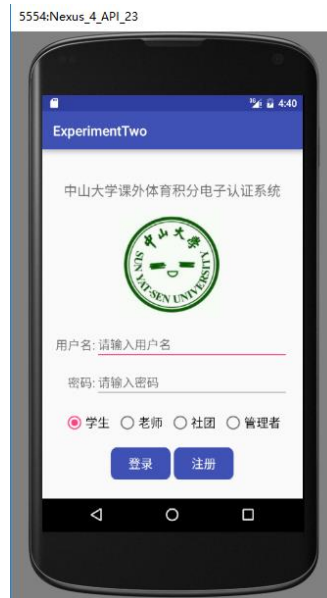 5554:Nexus_4_API_23
4:40
ExperimentTwo
中山大学课外体育积分电子认证系统
中山大学
SUN YAT-SEN UNIVERSITY
用户名: 请输入用户名
密码: 请输入密码
学生 老师 社团 管理者
登录 注册